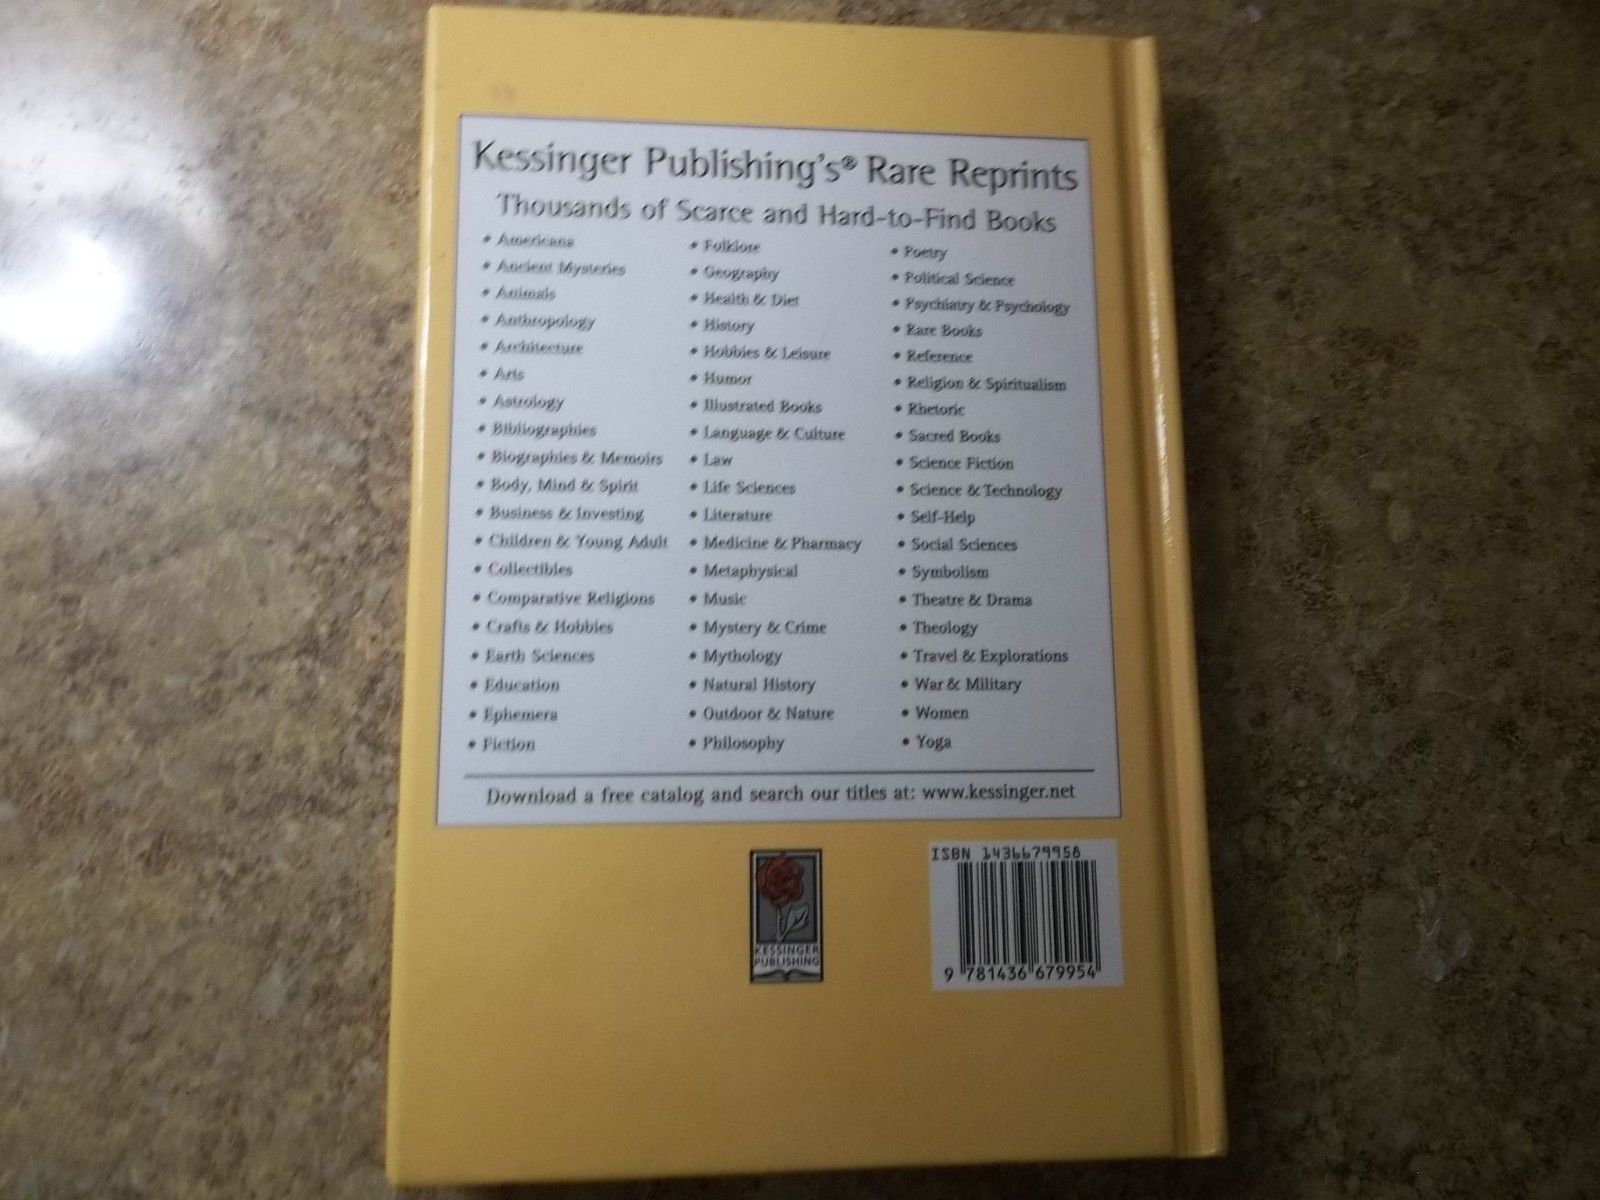 Kessinger Publishing's® Rare Reprints
Thousands of Scarce and Hard-to-Find Books
• Americana
• Ancient Mysteries
• Animals
• Anthropology
• Architecture
• Arts
• Astrology
• Bibliographies
• Biographies & Memoirs
• Body, Mind & Spirit
• Business & Investing
• Children & Young Adult
• Collectibles
• Comparative Religions
• Crafts & Hobbies
• Earth Sciences
• Education
• Ephemera
• Fiction
• Folklore
• Geography
• Health & Diet
• History
• Hobbies & Leisure
• Humor
• Illustrated Books
• Language & Culture
• Law
• Life Sciences
• Literature
• Medicine & Pharmacy
• Metaphysical
• Music
• Mystery & Crime
• Mythology
• Natural History
• Outdoor & Nature
• Philosophy
• Poetry
• Political Science
• Psychiatry & Psychology
• Rare Books
• Reference
• Religion & Spiritualism
• Rhetoric
• Sacred Books
• Science Fiction
• Science & Technology
• Self-Help
• Social Sciences
• Symbolism
• Theatre & Drama
• Theology
• Travel & Explorations
• War & Military
• Women
• Yoga
Download a free catalog and search our titles at: www.kessinger.net
KESSINGER
PUBLISHING
ISBN 1436679958
9 781436 679954